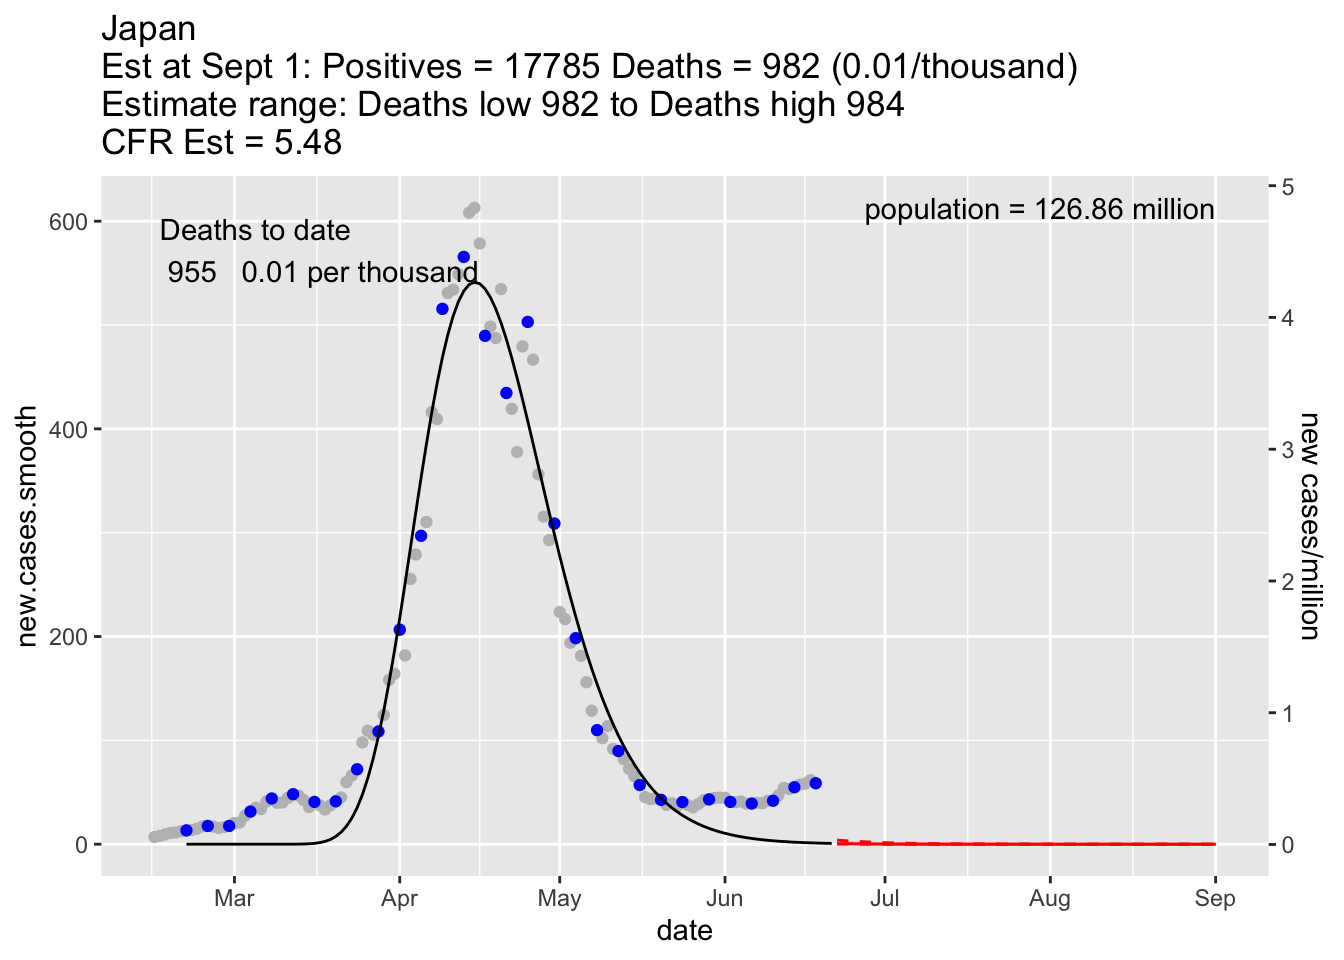 Japan
Est at Sept 1: Positives = 17785 Deaths = 982 (0.01/thousand)
Estimate range: Deaths low 982 to Deaths high 984
CFR Est = 5.48
Deaths to date
955 0.01 per thousand
population = 126.86 million
new.cases.smooth
600
400
200
0
5
4
3
2
1
0
new cases/million
Mar Apr May Jun Jul Aug Sep
date